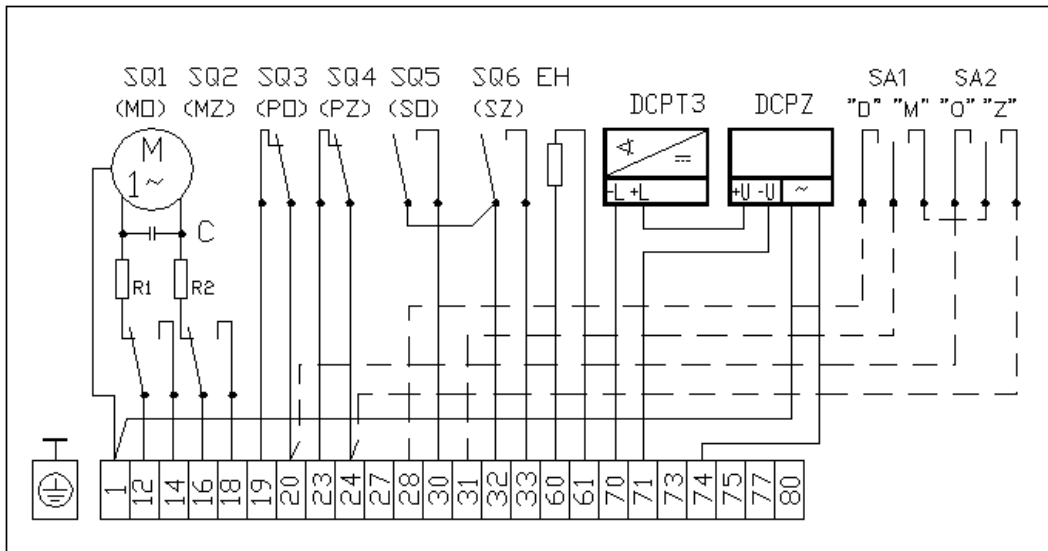 SQ1 SQ2 SQ3 SQ4 SQ5 SQ6 EH
(MO) (MZ) (PO) (PZ) (SO) (SZ)
DCPT3 DCPZ
SA1 SA2
"D" "M" "O" "Z"
M
1~
-L +L
+U -U ~
C
R1 R2
1 12 14 16 18 19 20 23 24 27 28 30 31 32 33 60 61 70 71 73 74 75 77 80